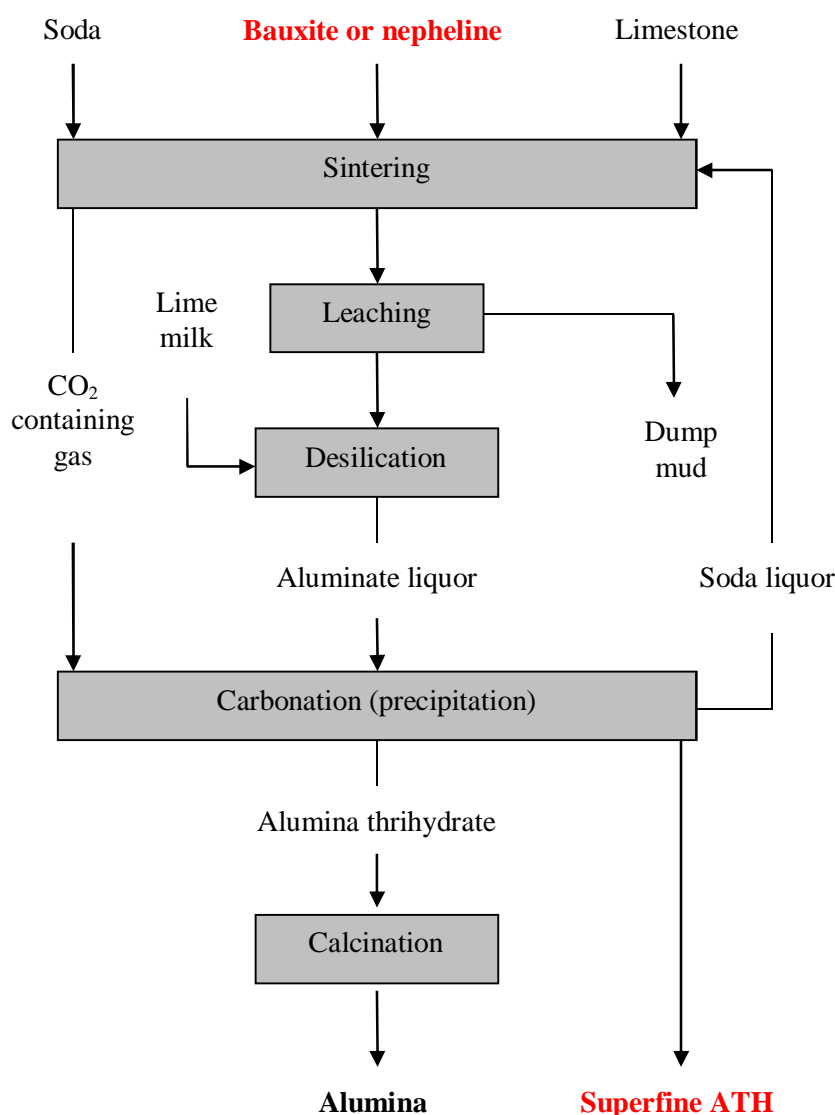 Soda
Bauxite or nepheline
Limestone
Sintering
Lime
milk
Leaching
CO₂
containing
gas
Desilication
Dump
mud
Aluminate liquor
Soda liquor
Carbonation (precipitation)
Alumina thrihydrate
Calcination
Alumina
Superfine ATH